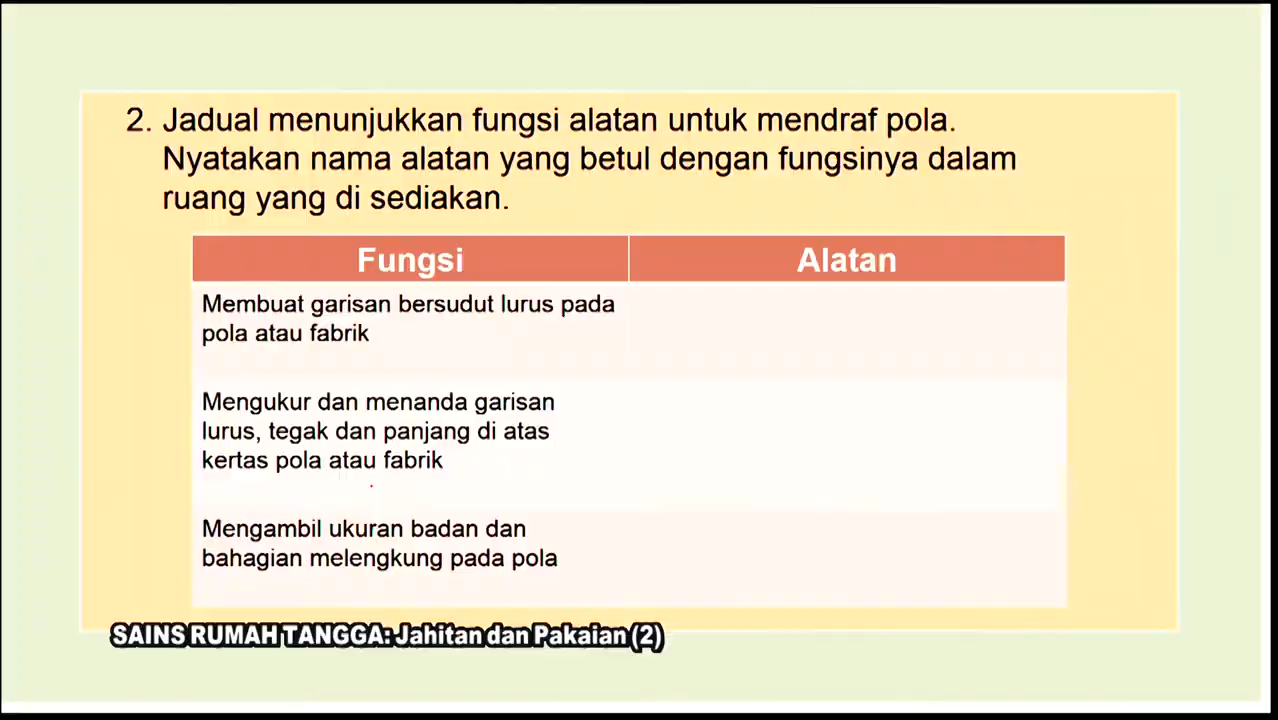 2. Jadual menunjukkan fungsi alatan untuk mendraf pola.
Nyatakan nama alatan yang betul dengan fungsinya dalam
ruang yang di sediakan.
Fungsi
Alatan
Membuat garisan bersudut lurus pada
pola atau fabrik
Mengukur dan menanda garisan
lurus, tegak dan panjang di atas
kertas pola atau fabrik
Mengambil ukuran badan dan
bahagian melengkung pada pola
SAINS RUMAH TANGGA: Jahitan dan Pakaian (2)